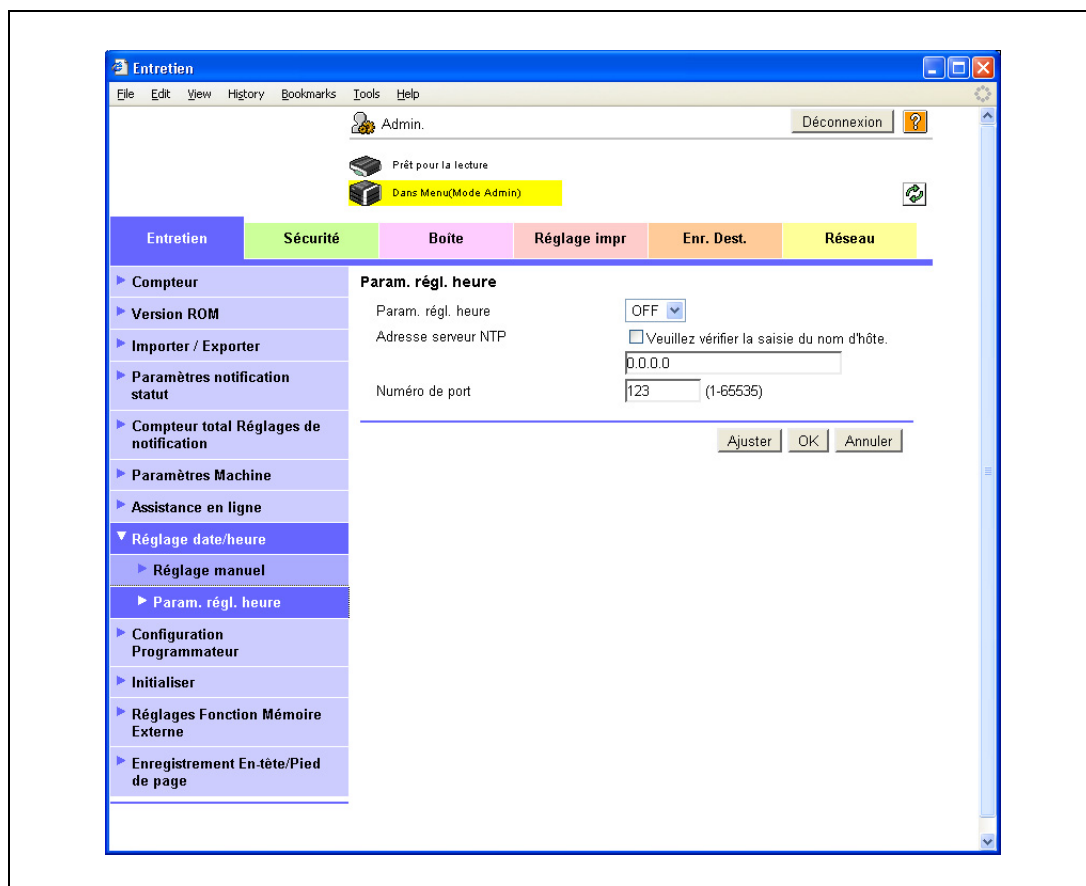 Entretien
File Edit View History Bookmarks Tools Help
Admin.
Déconnexion
?
Prêt pour la lecture
Dans Menu(Mode Admin)
Entretien Sécurité Boîte Réglage impr Enr. Dest. Réseau
Compteur
Version ROM
Importer / Exporter
Paramètres notification
statut
Compteur total Réglages de
notification
Paramètres Machine
Assistance en ligne
Réglage date/heure
Réglage manuel
Param. régl. heure
Configuration
Programmateur
Initialiser
Réglages Fonction Mémoire
Externe
Enregistrement En-tête/Pied
de page
Param. régl. heure
Param. régl. heure OFF
Adresse serveur NTP Veuillez vérifier la saisie du nom d'hôte.
0.0.0.0
Numéro de port 123 (1-65535)
Ajuster OK Annuler